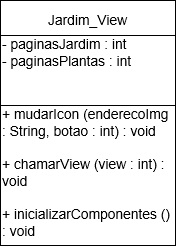 Jardim_View
- paginasJardim : int
- paginasPlantas : int
+ mudarIcon (enderecoImg
: String, botao : int) : void
+ chamarView (view : int) :
void
+ inicializarComponentes ()
: void